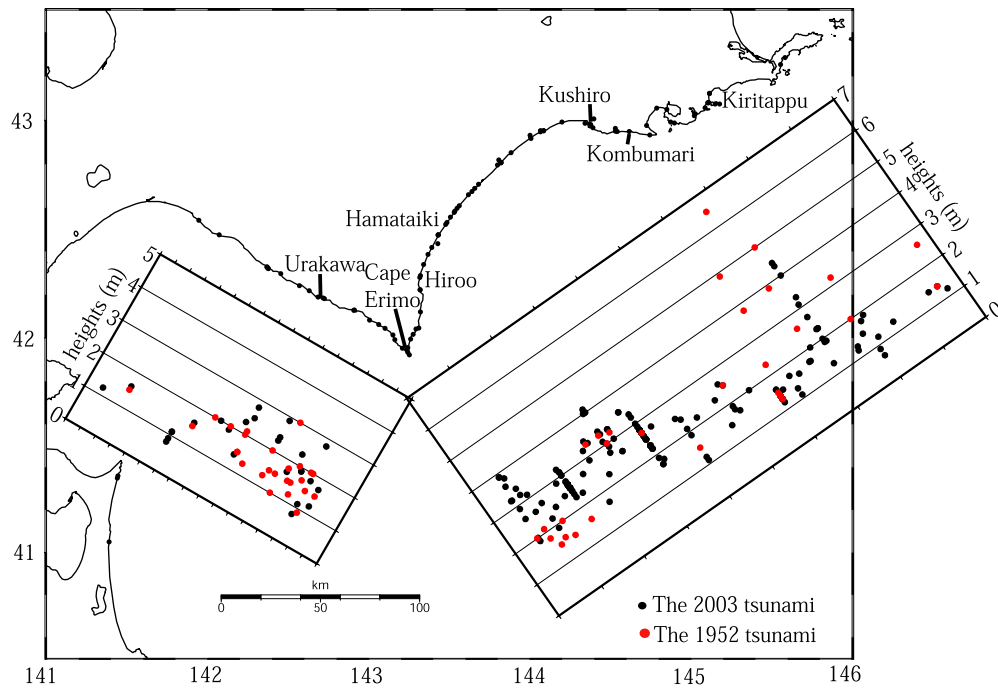 43
42
41
141
142
143
144
145
146
Kushiro
Kiritappu
Kombumari
Hamataiki
Urakawa
Cape
Erimo
Hiroo
7
6
5
4
3
2
1
0
heights (m)
5
4
3
2
1
0
heights (m)
km
0
50
100
The 2003 tsunami
The 1952 tsunami